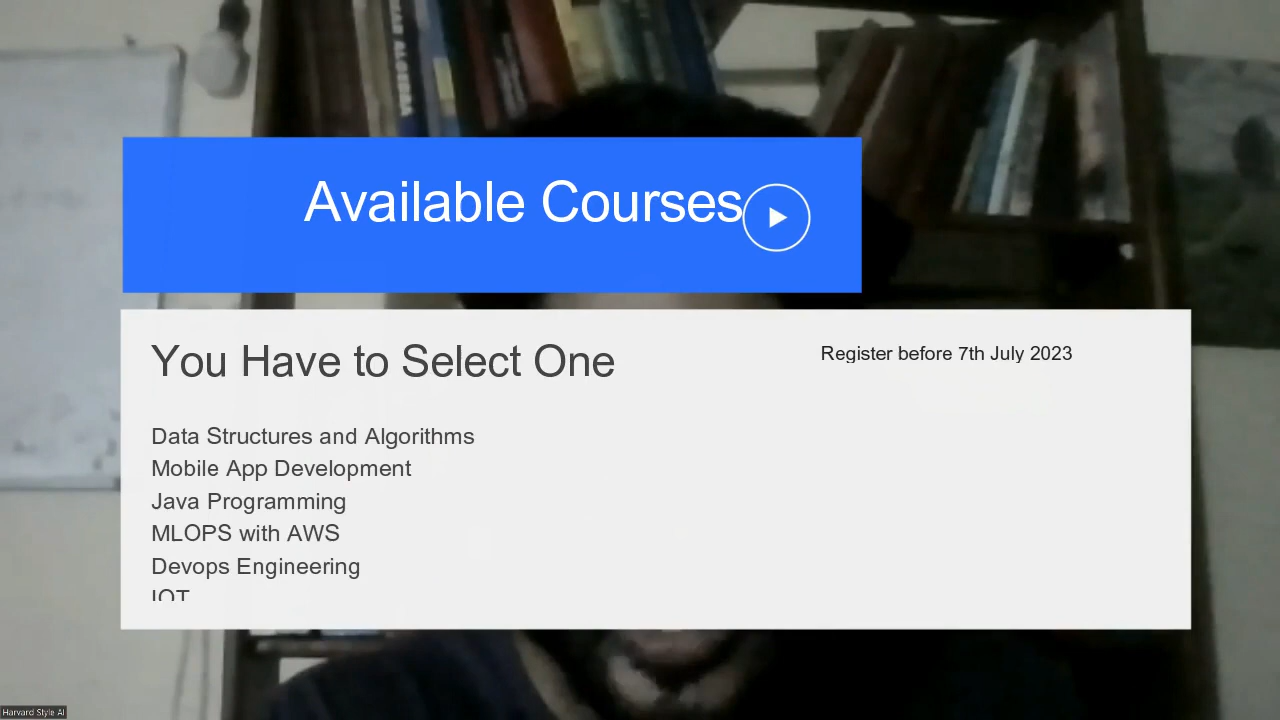 Available Courses
You Have to Select One
Register before 7th July 2023
Data Structures and Algorithms
Mobile App Development
Java Programming
MLOPS with AWS
Devops Engineering
IOT
Harvard Style AI